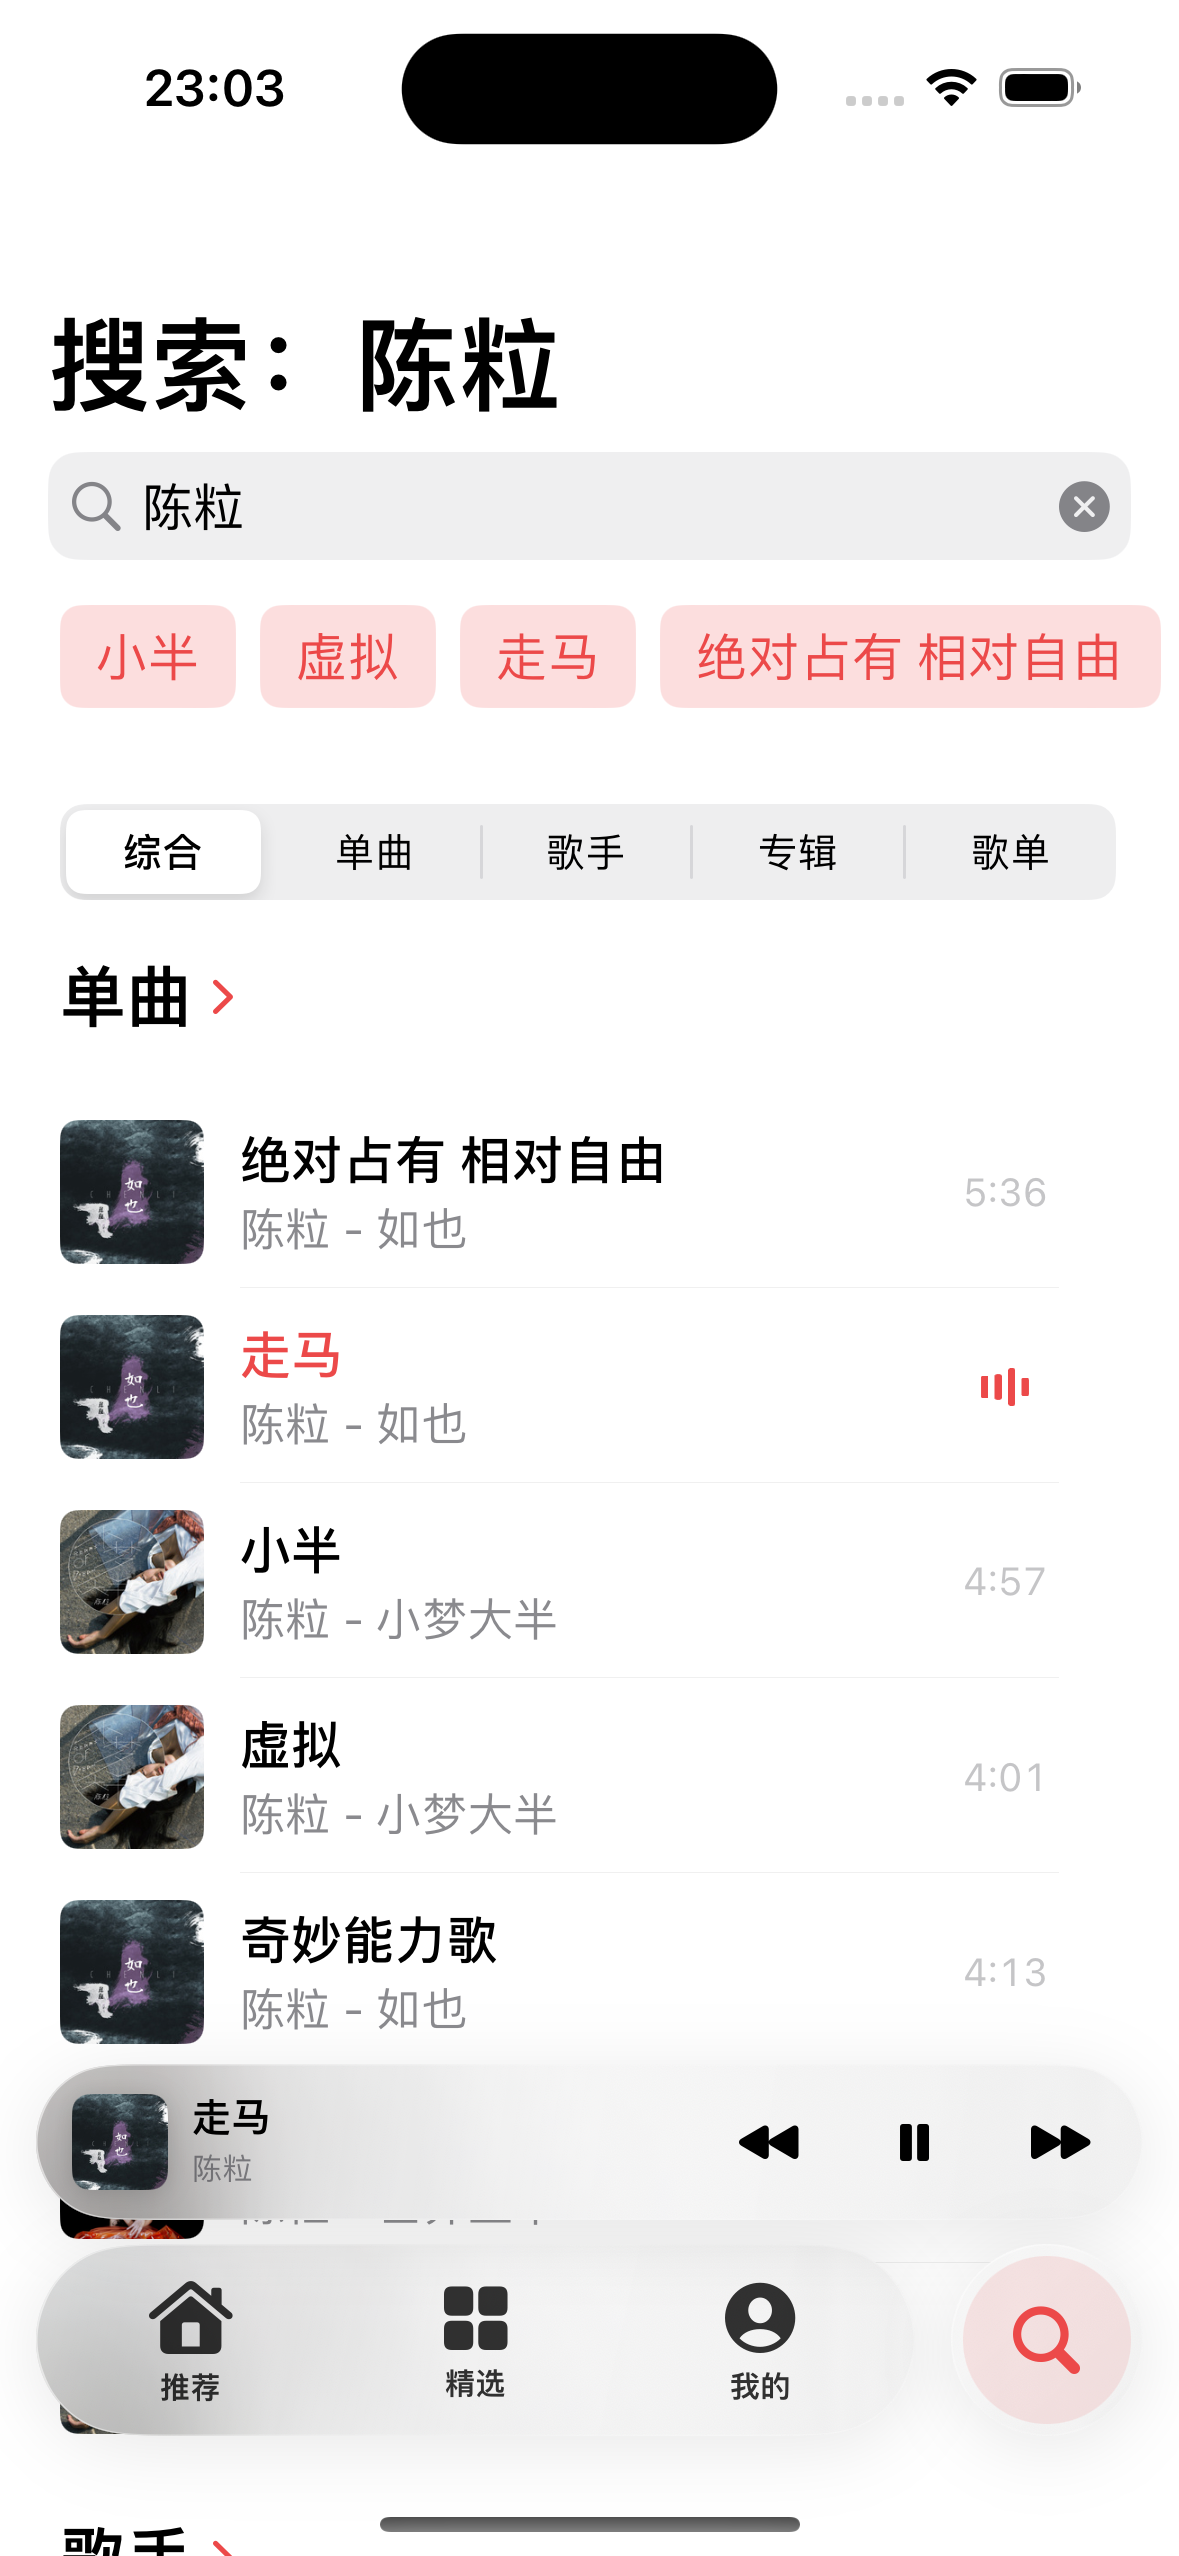 23:03
搜索：陈粒
陈粒
小半 虚拟 走马 绝对占有 相对自由
综合 单曲 歌手 专辑 歌单
单曲
绝对占有 相对自由
陈粒 - 如也
5:36
走马
陈粒 - 如也
小半
陈粒 - 小梦大半
4:57
虚拟
陈粒 - 小梦大半
4:01
奇妙能力歌
陈粒 - 如也
4:13
走马
陈粒
推荐 精选 我的
歌手